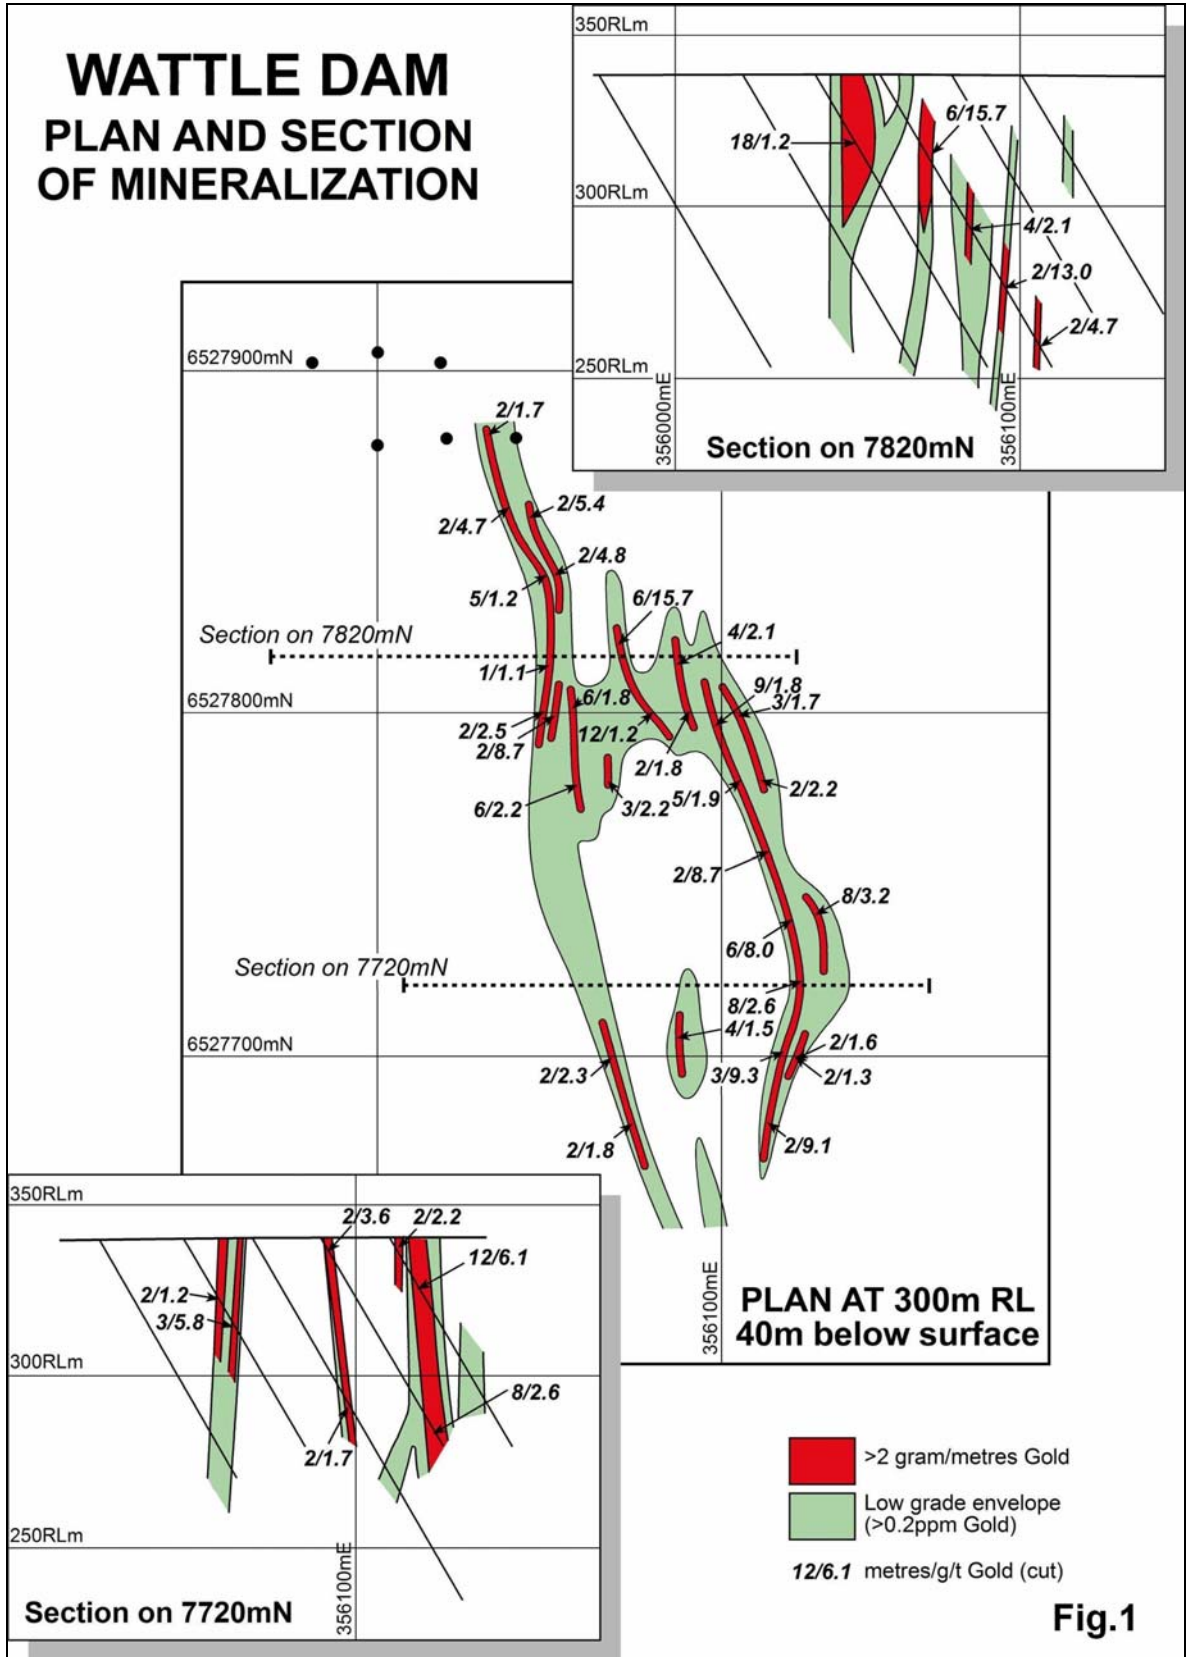 WATTLE DAM
PLAN AND SECTION
OF MINERALIZATION
350RLm
6/15.7
18/1.2
300RLm
4/2.1
2/13.0
2/4.7
250RLm
356000mE
356100mE
Section on 7820mN
6527900mN
2/1.7
2/5.4
2/4.7
2/4.8
5/1.2
6/15.7
Section on 7820mN
4/2.1
1/1.1
9/1.8
6/1.8
3/1.7
6527800mN
2/2.5
12/1.2
2/8.7
2/1.8
2/2.2
5/1.9
6/2.2
3/2.2
2/8.7
8/3.2
6/8.0
Section on 7720mN
8/2.6
4/1.5
6527700mN
2/1.6
2/2.3
3/9.3
2/1.3
2/1.8
2/9.1
356100mE
PLAN AT 300m RL
40m below surface
350RLm
2/3.6
2/2.2
12/6.1
2/1.2
3/5.8
300RLm
8/2.6
2/1.7
250RLm
356100mE
Section on 7720mN
>2 gram/metres Gold
Low grade envelope
(>0.2ppm Gold)
12/6.1 metres/g/t Gold (cut)
Fig.1